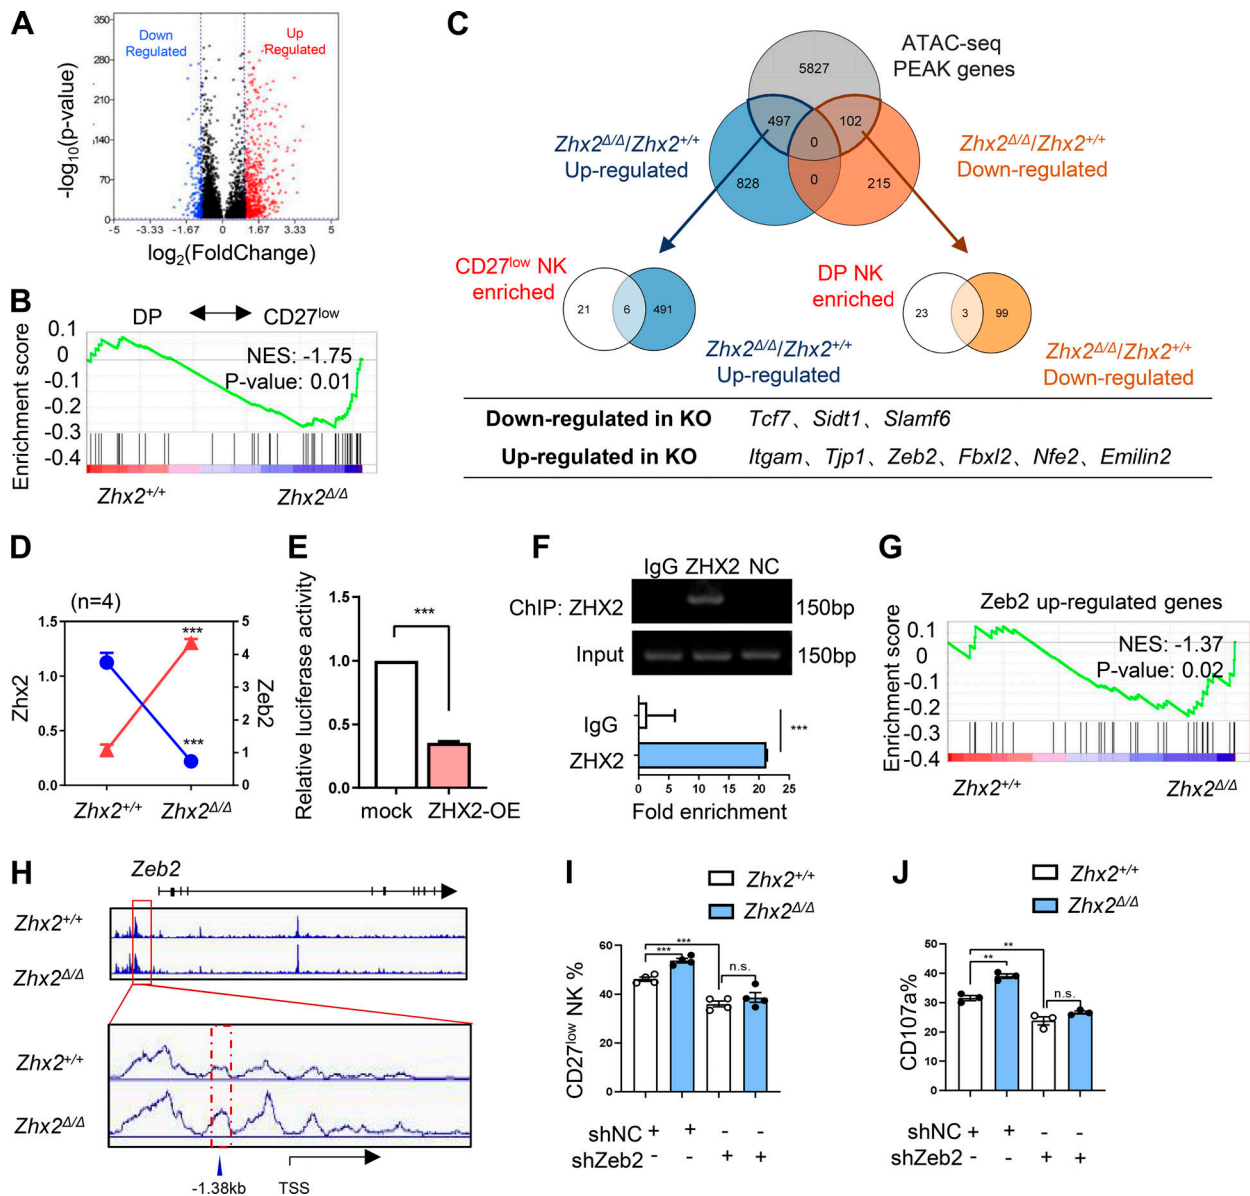 A
Down
Regulated
Up
Regulated
350
280
210
140
70
0
-log10(p-value)
-5 -3.33 -1.67 0 1.67 3.33 5
log2(FoldChange)
B
DP CD27low
0.1
0
-0.1
-0.2
-0.3
-0.4
Enrichment score
NES: -1.75
P-value: 0.01
Zhx2+/+ Zhx2Δ/Δ
C
ATAC-seq
PEAK genes
5827
497 102
0
0
828 215
Zhx2Δ/Δ/Zhx2+/+
Up-regulated
Zhx2Δ/Δ/Zhx2+/+
Down-regulated
CD27low NK
enriched
21 6 491
Zhx2Δ/Δ/Zhx2+/+
Up-regulated
DP NK
enriched
23 3 99
Zhx2Δ/Δ/Zhx2+/+
Down-regulated
Down-regulated in KO Tcf7、Sidt1、Slamf6
Up-regulated in KO Itgam、Tjp1、Zeb2、Fbxl2、Nfe2、Emilin2
D
(n=4)
1.5
1.0
0.5
0.0
Zhx2
5
4
3
2
1
0
Zeb2
***
***
Zhx2+/+ Zhx2Δ/Δ
E
Relative luciferase activity
1.5
1.0
0.5
0.0
***
mock ZHX2-OE
F
IgG ZHX2 NC
ChIP: ZHX2 150bp
Input 150bp
IgG
ZHX2
***
0 5 10 15 20 25
Fold enrichment
G
Zeb2 up-regulated genes
0.1
0
-0.1
-0.2
-0.3
-0.4
Enrichment score
NES: -1.37
P-value: 0.02
Zhx2+/+ Zhx2Δ/Δ
H
Zeb2
Zhx2+/+
Zhx2Δ/Δ
Zhx2+/+
Zhx2Δ/Δ
-1.38kb TSS
I
Zhx2+/+
Zhx2Δ/Δ
CD27low NK %
60
40
20
0
***
***
n.s.
shNC + + - -
shZeb2 - - + +
J
Zhx2+/+
Zhx2Δ/Δ
CD107a%
50
40
30
20
10
0
**
**
n.s.
shNC + + - -
shZeb2 - - + +